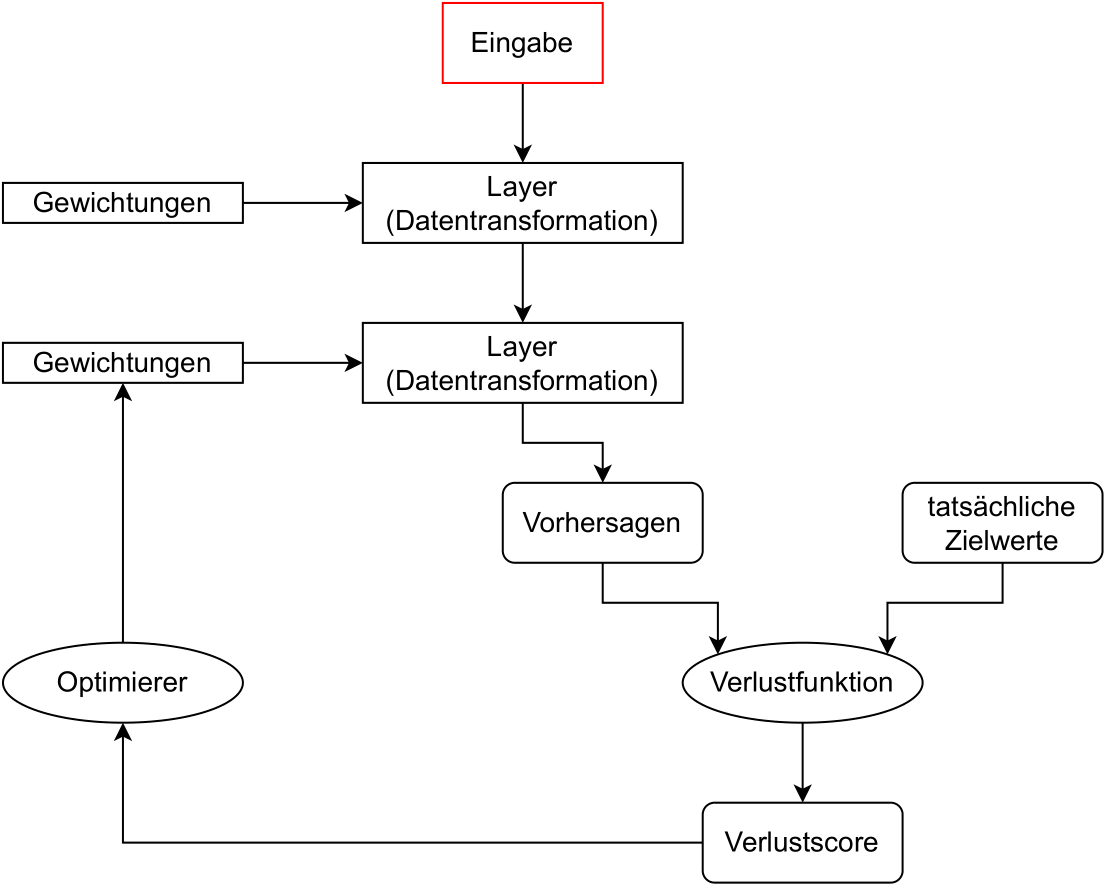 Eingabe
Gewichtungen
Layer
(Datentransformation)
Gewichtungen
Layer
(Datentransformation)
Vorhersagen
tatsächliche
Zielwerte
Optimierer
Verlustfunktion
Verlustscore